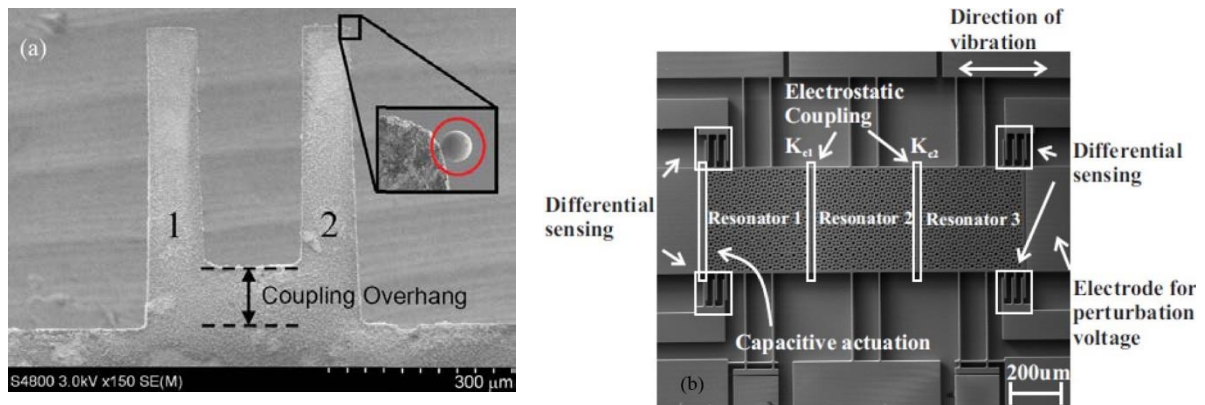 (a)
1
2
Coupling Overhang
S4800 3.0kV x150 SE(M)
300 μm
Direction of
vibration
Electrostatic
Coupling
Kc1
Kc2
Differential
sensing
Differential
sensing
Resonator 1
Resonator 2
Resonator 3
Capacitive actuation
Electrode for
perturbation
voltage
(b)
200um